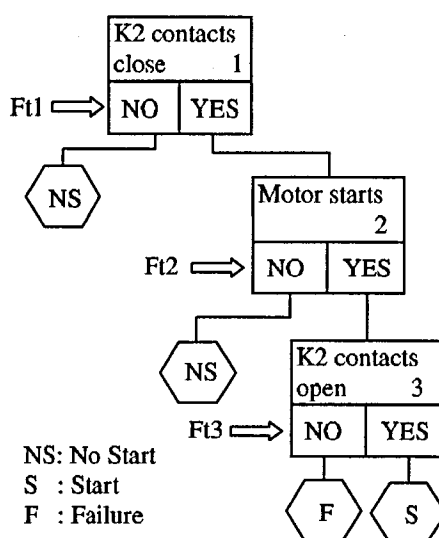 K2 contacts
close 1
Ft1 NO YES
NS
Motor starts
2
Ft2 NO YES
NS
K2 contacts
open 3
Ft3 NO YES
NS: No Start
S : Start
F : Failure
F S